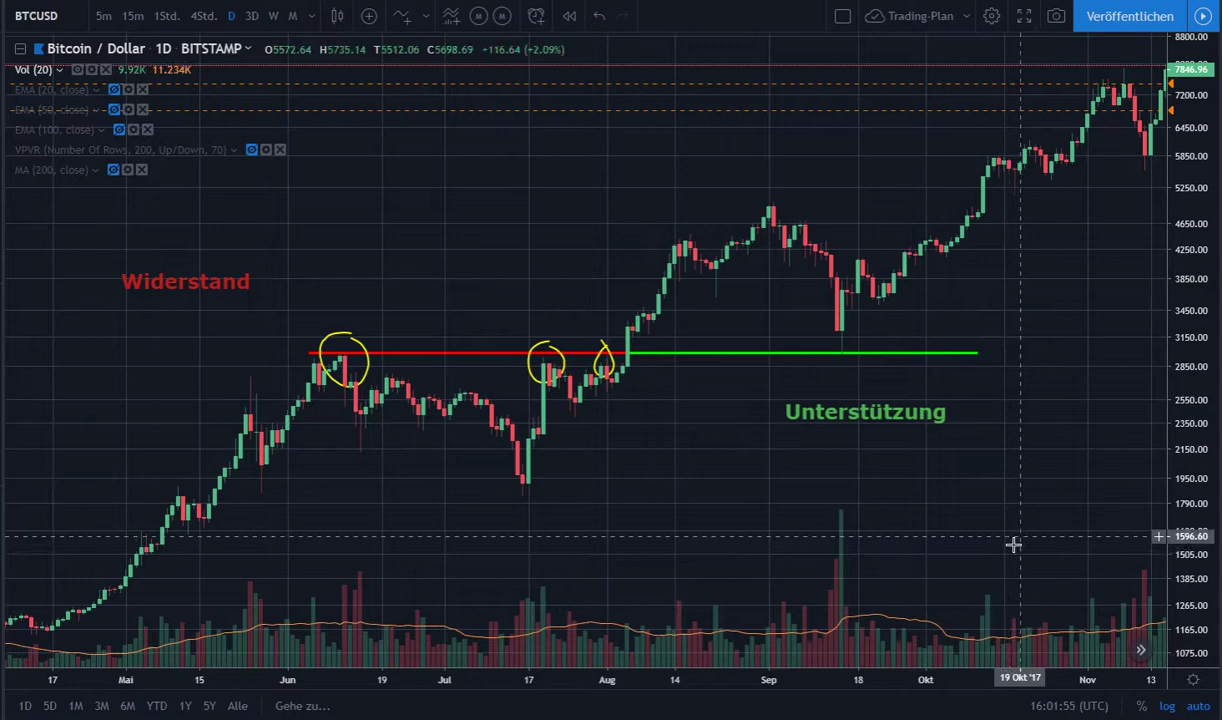 BTCUSD 5m 15m 1Std. 4Std. D 3D W M Trading-Plan Veröffentlichen
Bitcoin / Dollar · 1D · BITSTAMP O5572.64 H5735.14 T5512.06 C5698.69 +116.64 (+2.09%)
Vol (20) 9.92K 11.234K
EMA (20, close)
EMA (50, close)
EMA (100, close)
VPVR (Number Of Rows, 200, Up/Down, 70)
MA (200, close)
Widerstand
Unterstützung
8800.00
7846.96
7200.00
6450.00
5850.00
5250.00
4650.00
4250.00
3850.00
3450.00
3150.00
2850.00
2550.00
2350.00
2150.00
1950.00
1790.00
1596.60
1505.00
1385.00
1265.00
1165.00
1075.00
17 Mai 15 Jun 19 Jul 17 Aug 14 Sep 18 Okt 19 Okt '17 Nov 13
1D 5D 1M 3M 6M YTD 1Y 5Y Alle Gehe zu... 16:01:55 (UTC) % log auto